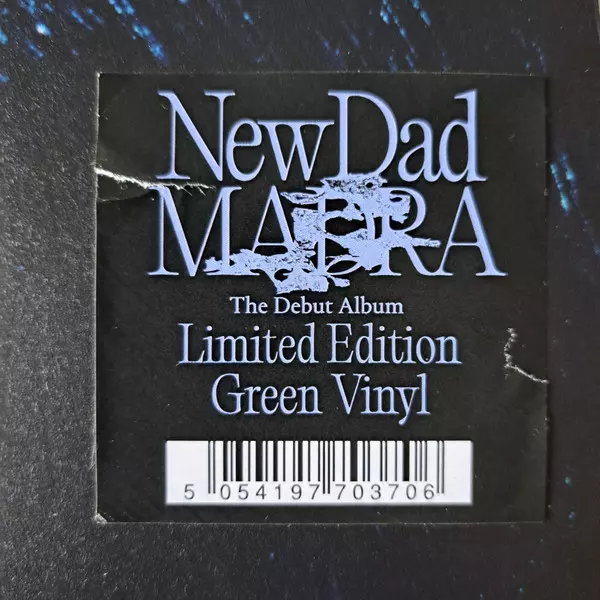 NewDad
MADRA
The Debut Album
Limited Edition
Green Vinyl
5 054197 703706